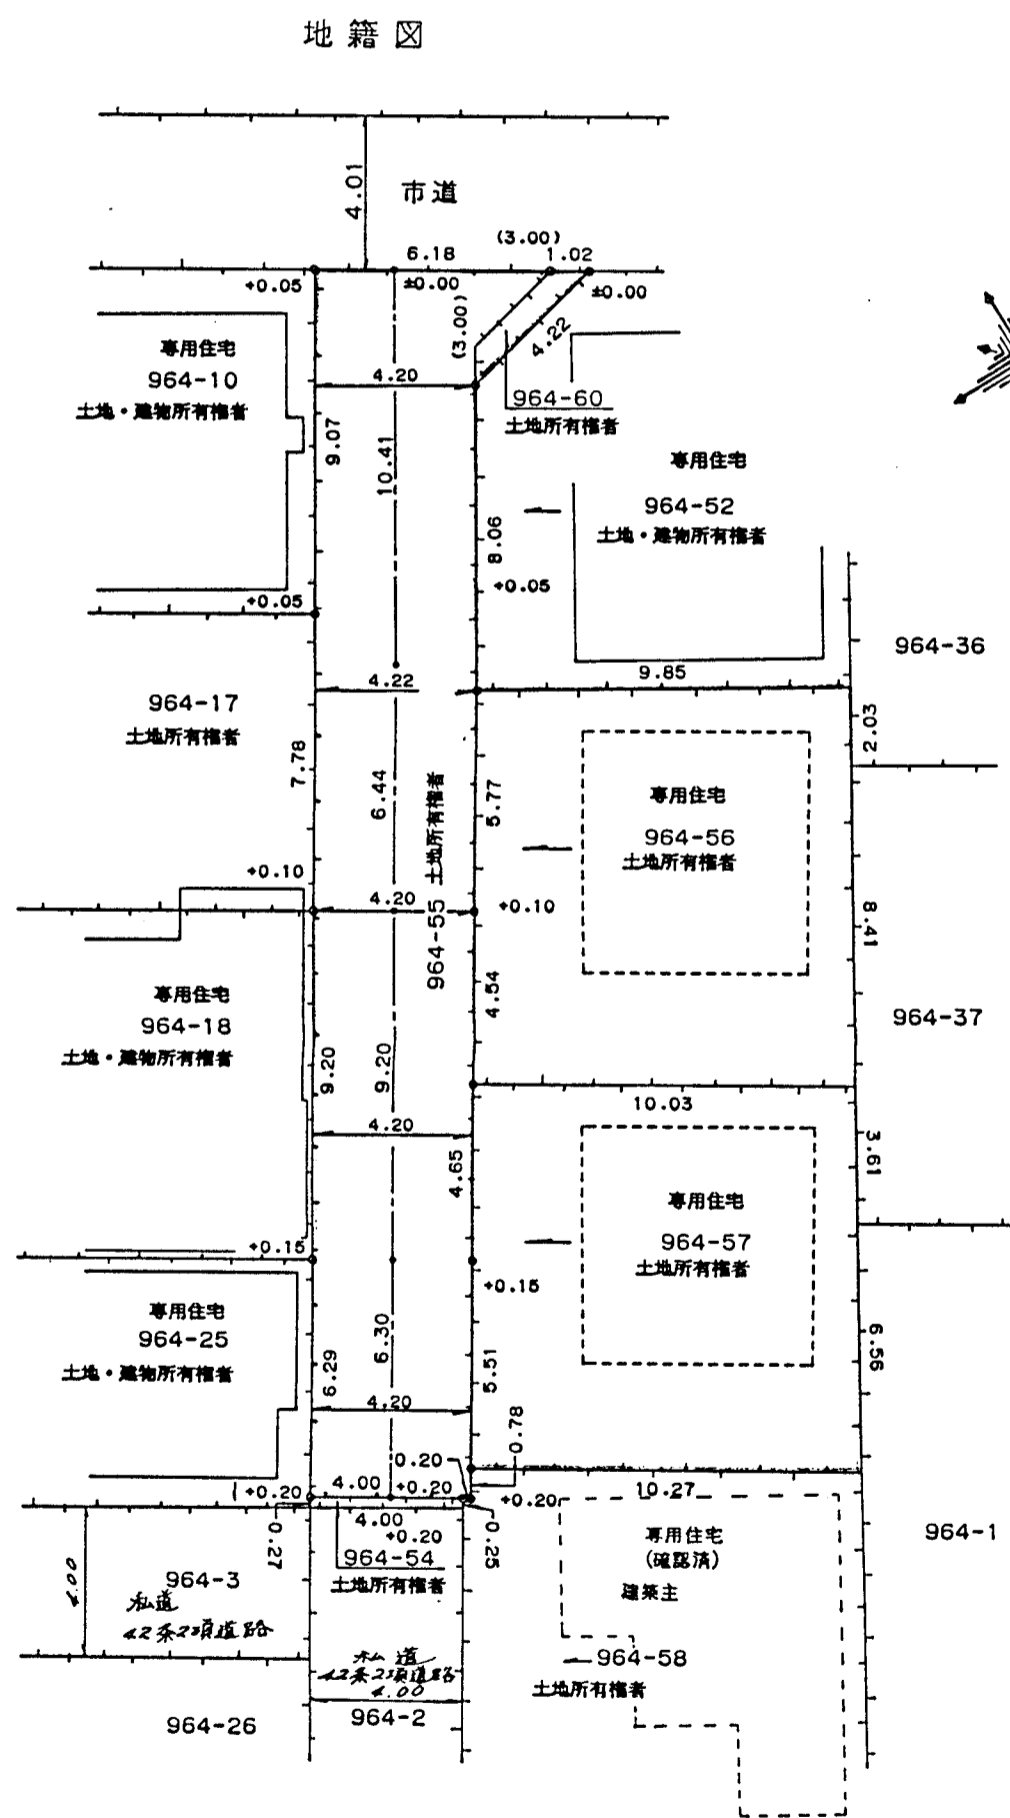 地籍図
4.01
市道
(3.00)
6.18
1.02
+0.05
±0.00
±0.00
(3.00)
4.22
専用住宅
964-10
土地・建物所有権者
4.20
9.07
10.41
964-60
土地所有権者
専用住宅
964-52
土地・建物所有権者
8.06
+0.05
+0.05
964-36
9.85
4.22
964-17
土地所有権者
7.78
6.44
964-55 土地所有権者
5.77
2.03
専用住宅
964-56
土地所有権者
+0.10
4.20
+0.10
8.41
4.54
専用住宅
964-18
土地・建物所有権者
964-37
9.20
9.20
10.03
4.20
4.65
3.61
専用住宅
964-57
土地所有権者
+0.15
+0.15
専用住宅
964-25
土地・建物所有権者
6.29
6.30
5.51
6.56
4.20
0.78
0.20
+0.20
4.00
+0.20
+0.20
10.27
4.00
+0.20
0.27
0.25
964-54
土地所有権者
専用住宅
(確認済)
建築主
964-1
4.00
964-3
私道
42条2項道路
私道
42条2項道路
4.00
964-58
土地所有権者
964-26
964-2